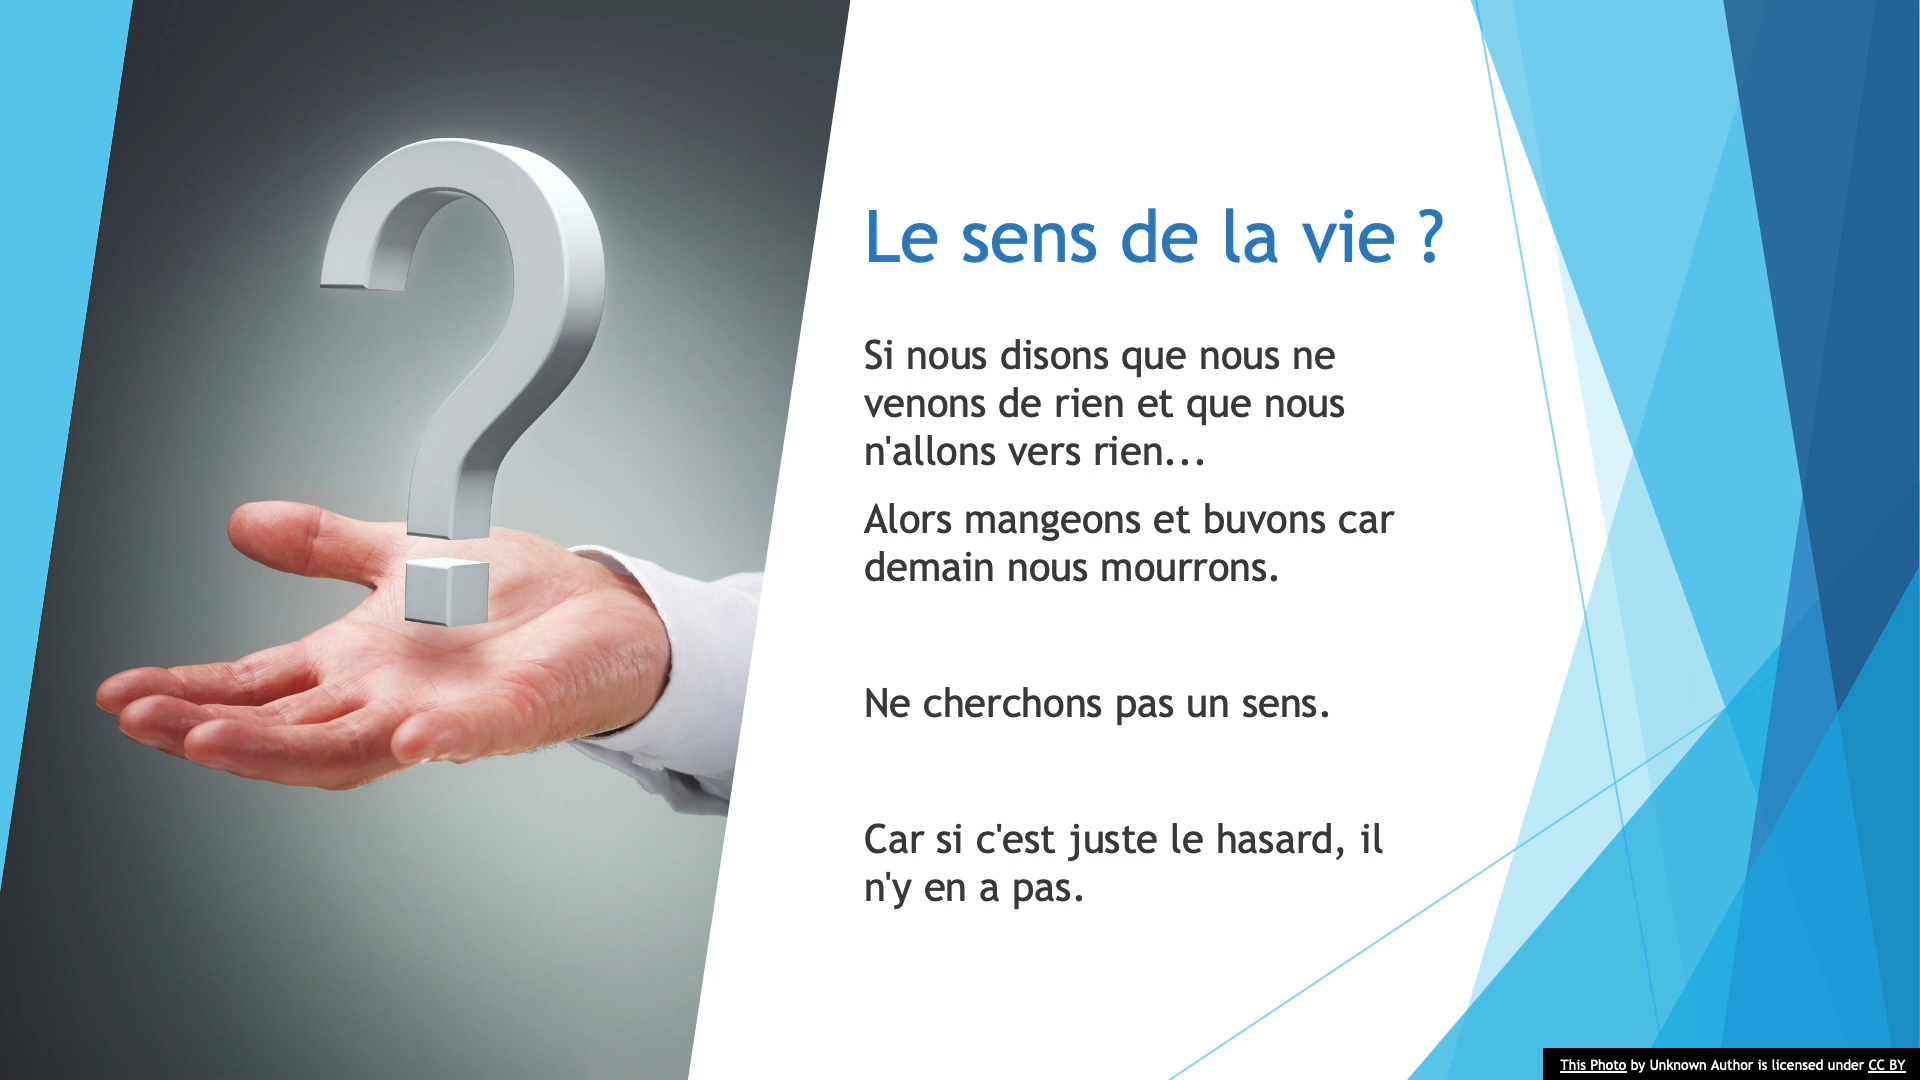 Le sens de la vie ?
Si nous disons que nous ne
venons de rien et que nous
n'allons vers rien...
Alors mangeons et buvons car
demain nous mourrons.
Ne cherchons pas un sens.
Car si c'est juste le hasard, il
n'y en a pas.
This Photo by Unknown Author is licensed under CC BY